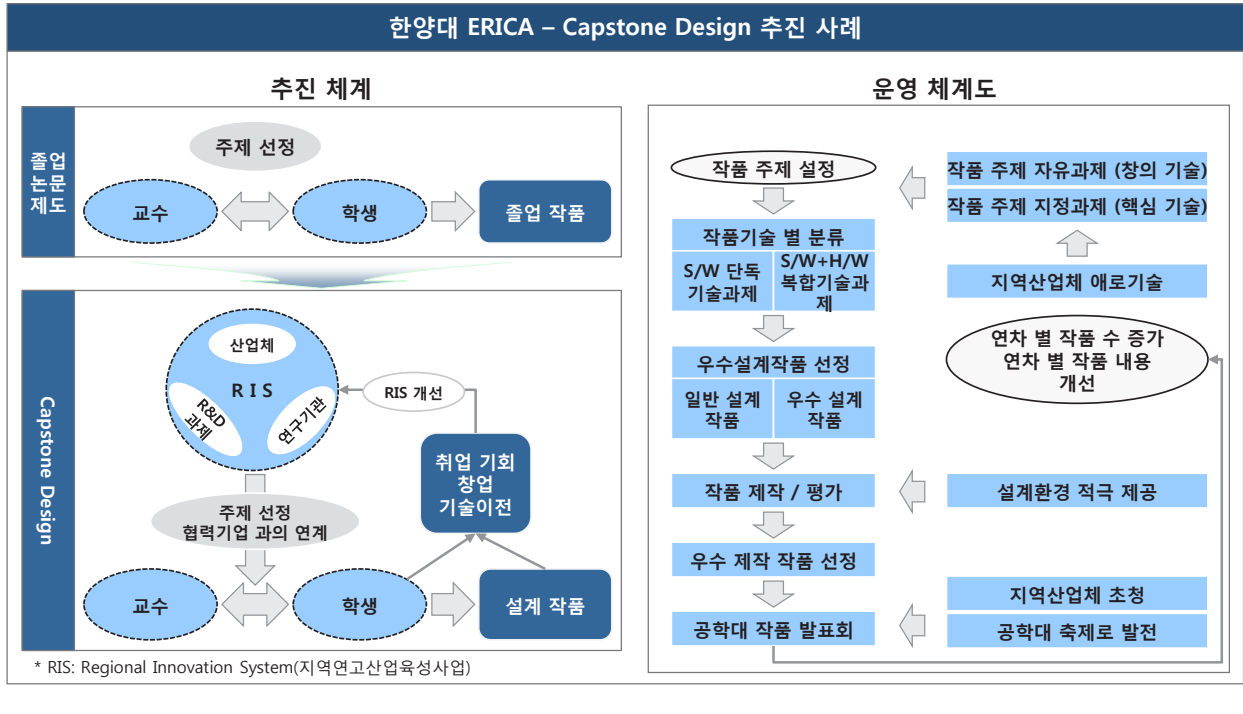 한양대 ERICA – Capstone Design 추진 사례
추진 체계
졸업
논문
제도
주제 선정
교수
학생
졸업 작품
Capstone Design
산업체
R I S
R&D
과제
연구기관
RIS 개선
취업 기회
창업
기술이전
주제 선정
협력기업 과의 연계
교수
학생
설계 작품
* RIS: Regional Innovation System(지역연고산업육성사업)
운영 체계도
작품 주제 설정
작품 주제 자유과제 (창의 기술)
작품 주제 지정과제 (핵심 기술)
지역산업체 애로기술
작품기술 별 분류
S/W 단독
기술과제
S/W+H/W
복합기술과
제
연차 별 작품 수 증가
연차 별 작품 내용
개선
우수설계작품 선정
일반 설계
작품
우수 설계
작품
작품 제작 / 평가
설계환경 적극 제공
우수 제작 작품 선정
지역산업체 초청
공학대 작품 발표회
공학대 축제로 발전